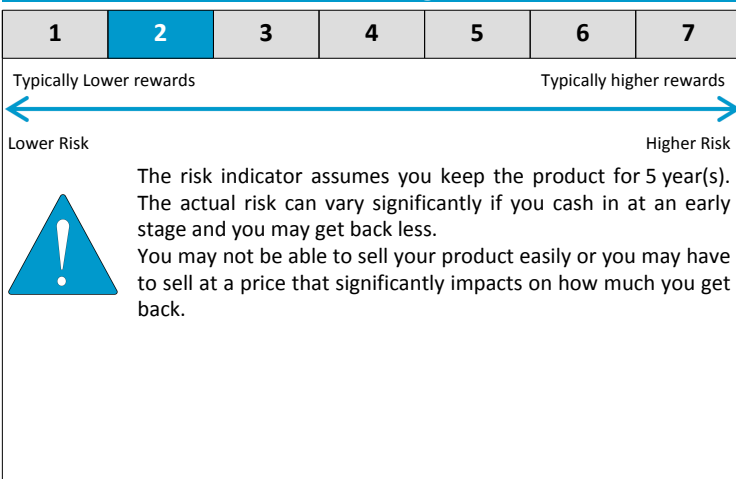 1 2 3 4 5 6 7
Typically Lower rewards Typically higher rewards
Lower Risk Higher Risk
The risk indicator assumes you keep the product for 5 year(s).
The actual risk can vary significantly if you cash in at an early
stage and you may get back less.
You may not be able to sell your product easily or you may have
to sell at a price that significantly impacts on how much you get
back.